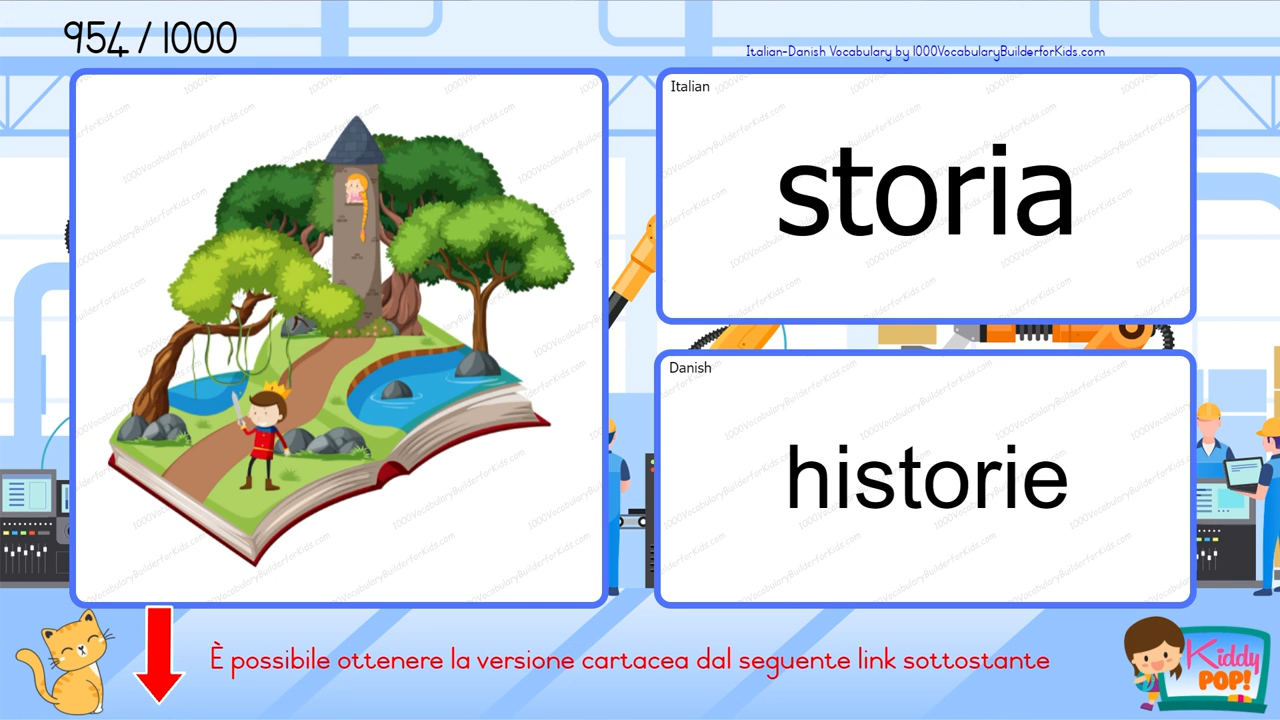 954 / 1000
Italian-Danish Vocabulary by 1000VocabularyBuilderforKids.com
Italian
storia
Danish
historie
È possibile ottenere la versione cartacea dal seguente link sottostante
Kiddy
POP!